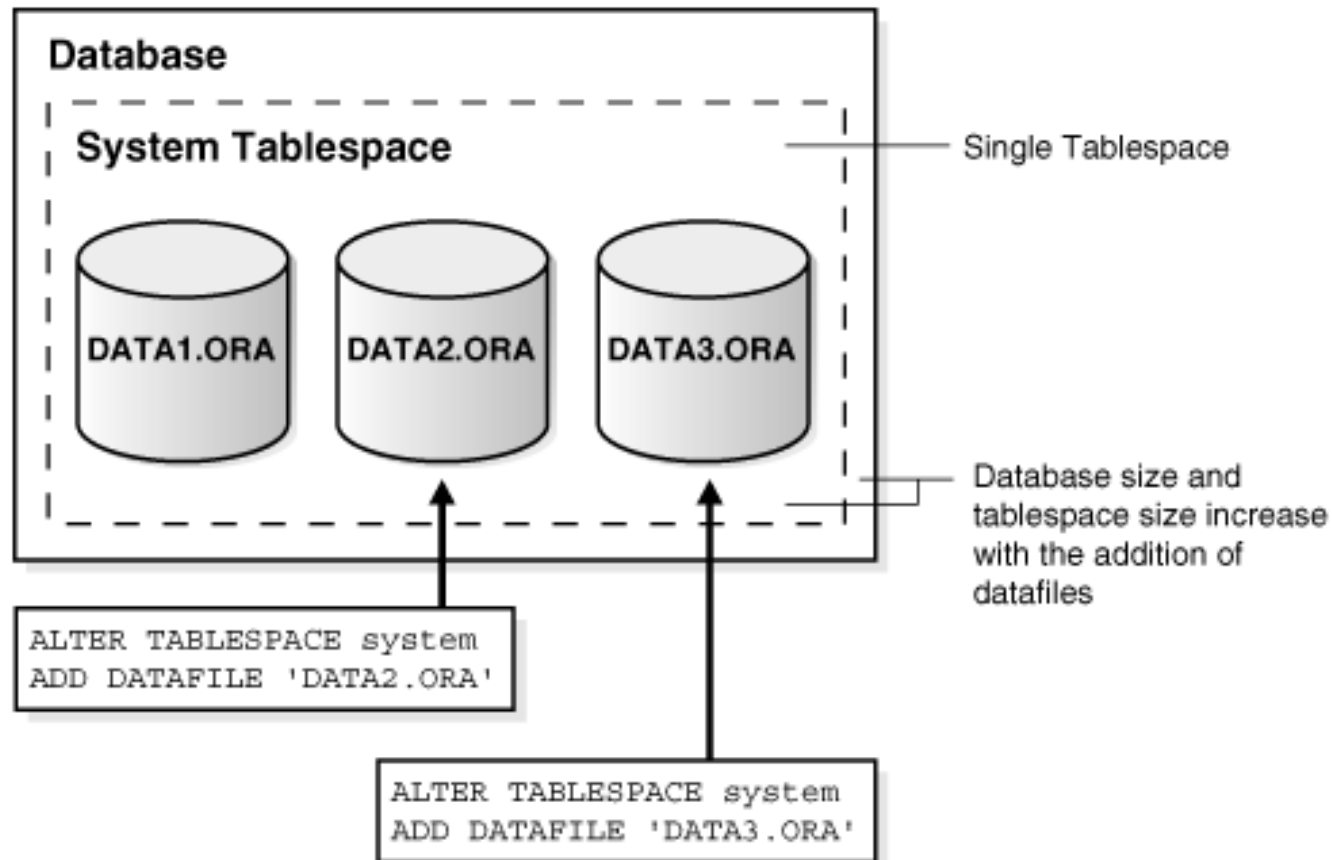 Database
System Tablespace
Single Tablespace
DATA1.ORA
DATA2.ORA
DATA3.ORA
Database size and
tablespace size increase
with the addition of
datafiles
ALTER TABLESPACE system
ADD DATAFILE 'DATA2.ORA'
ALTER TABLESPACE system
ADD DATAFILE 'DATA3.ORA'